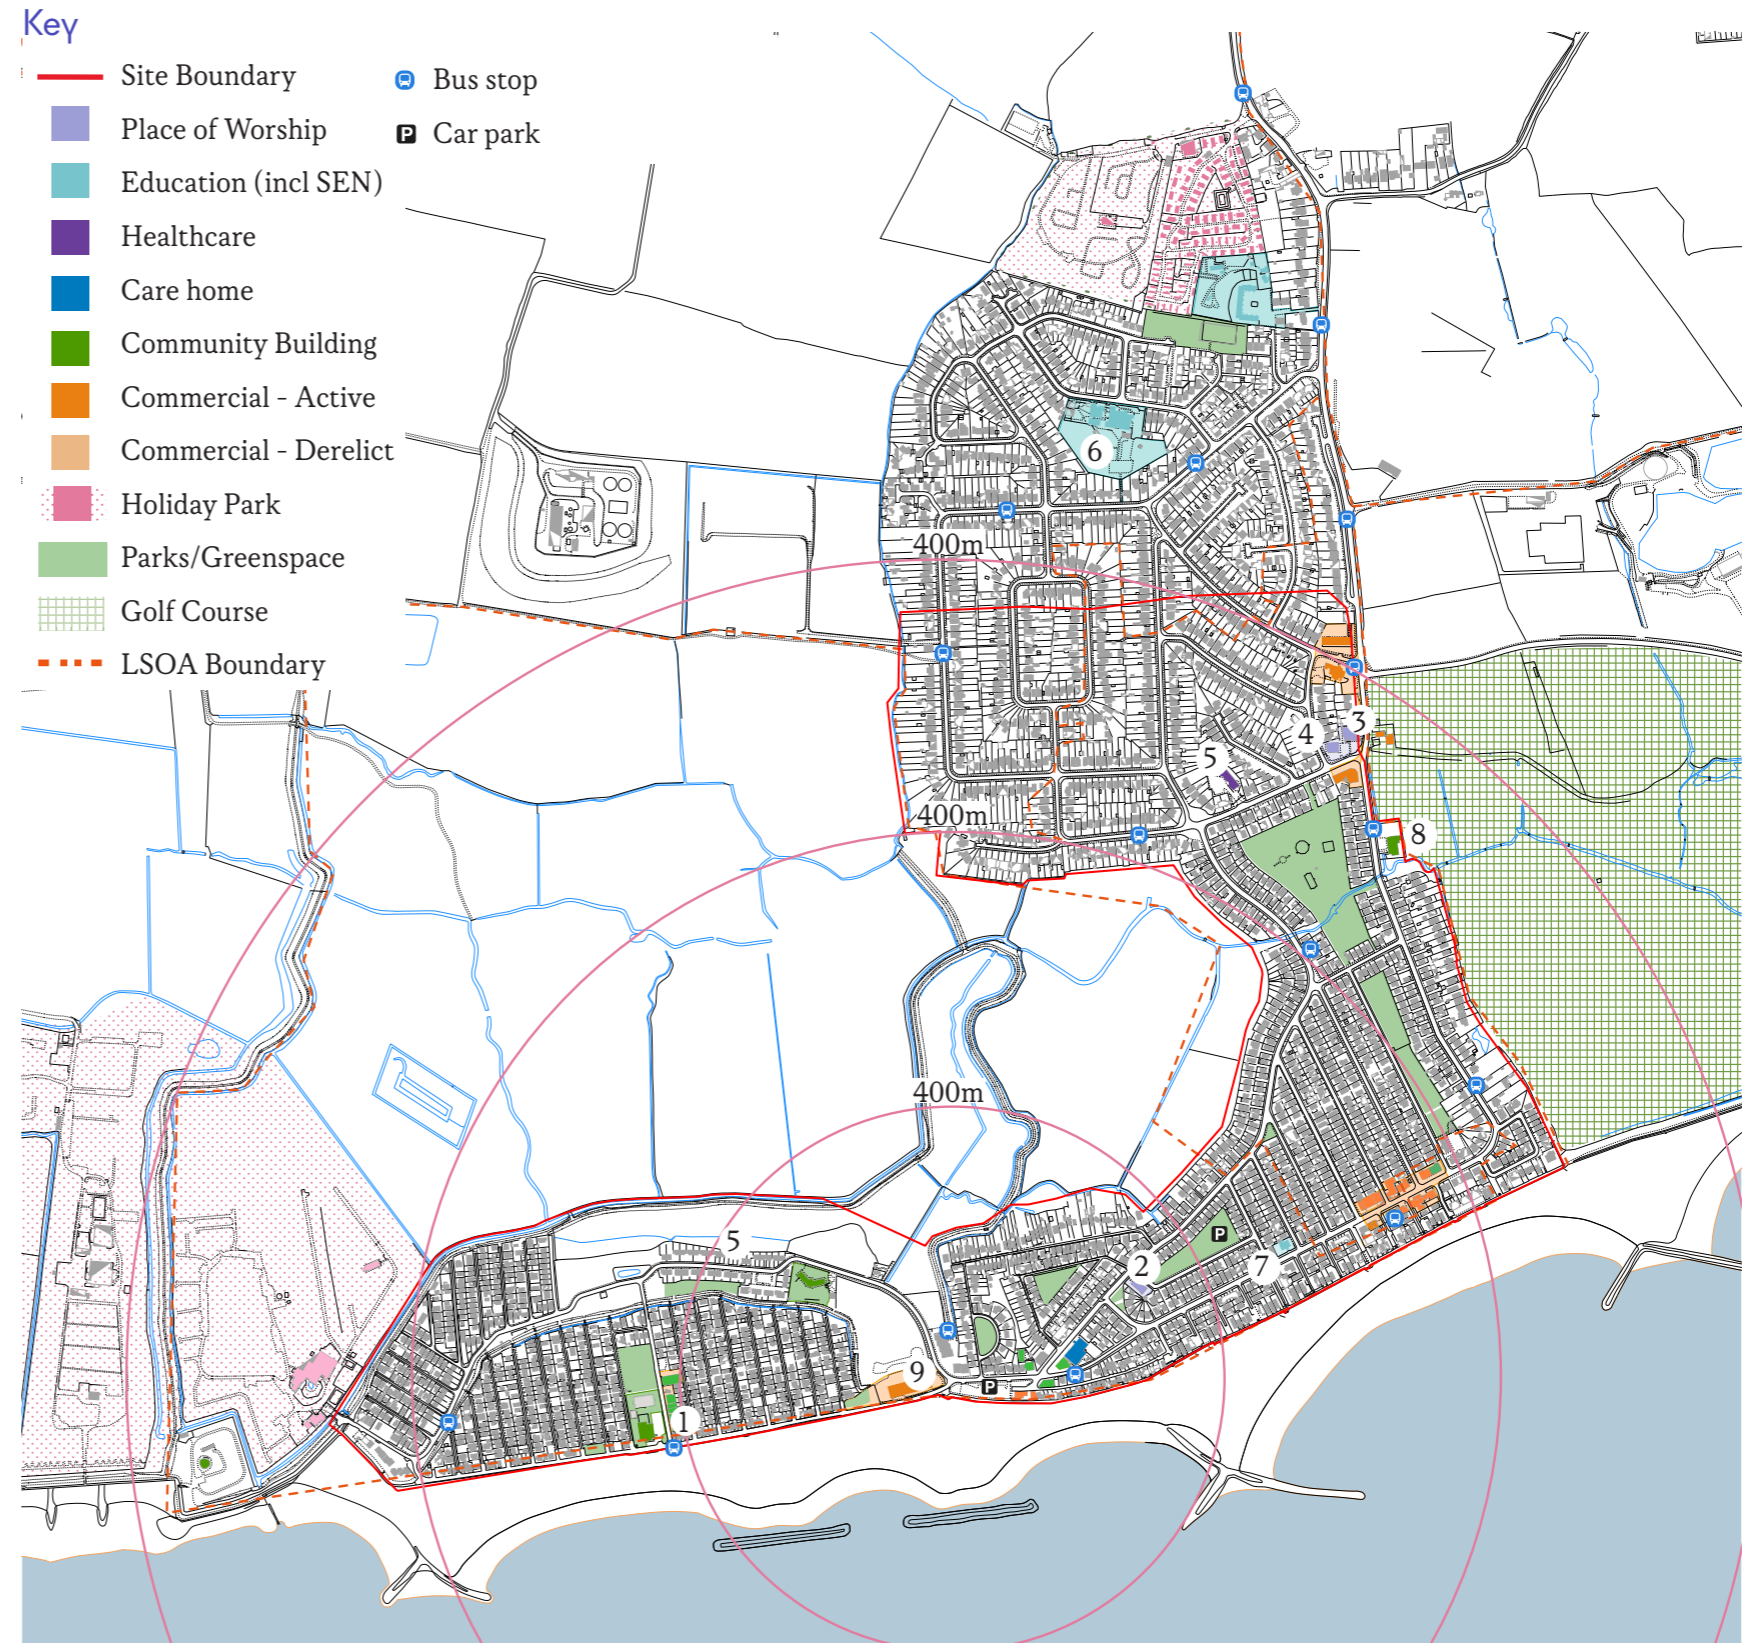 Key
Site Boundary
Place of Worship
Education (incl SEN)
Healthcare
Care home
Community Building
Commercial - Active
Commercial - Derelict
Holiday Park
Parks/Greenspace
Golf Course
LSOA Boundary
Bus stop
P Car park
6
400m
3
4
5
400m
8
400m
P
5
2
7
9
P
1